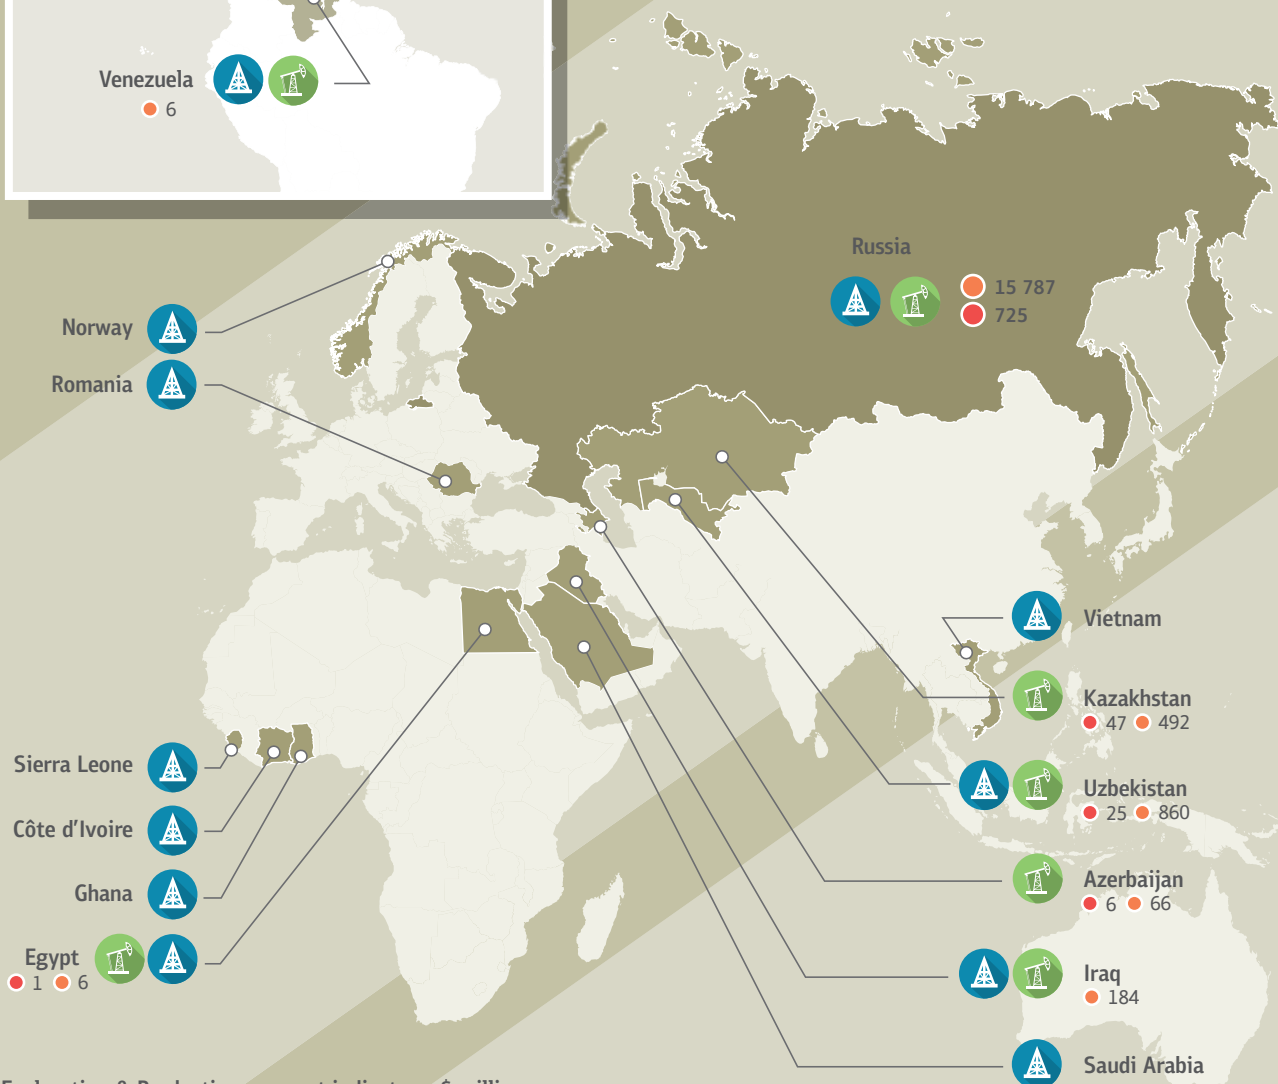 Venezuela
6
Russia
15 787
725
Norway
Romania
Vietnam
Kazakhstan
47 492
Sierra Leone
Uzbekistan
25 860
Côte d'Ivoire
Azerbaijan
6 66
Ghana
Egypt
1 6
Iraq
184
Saudi Arabia